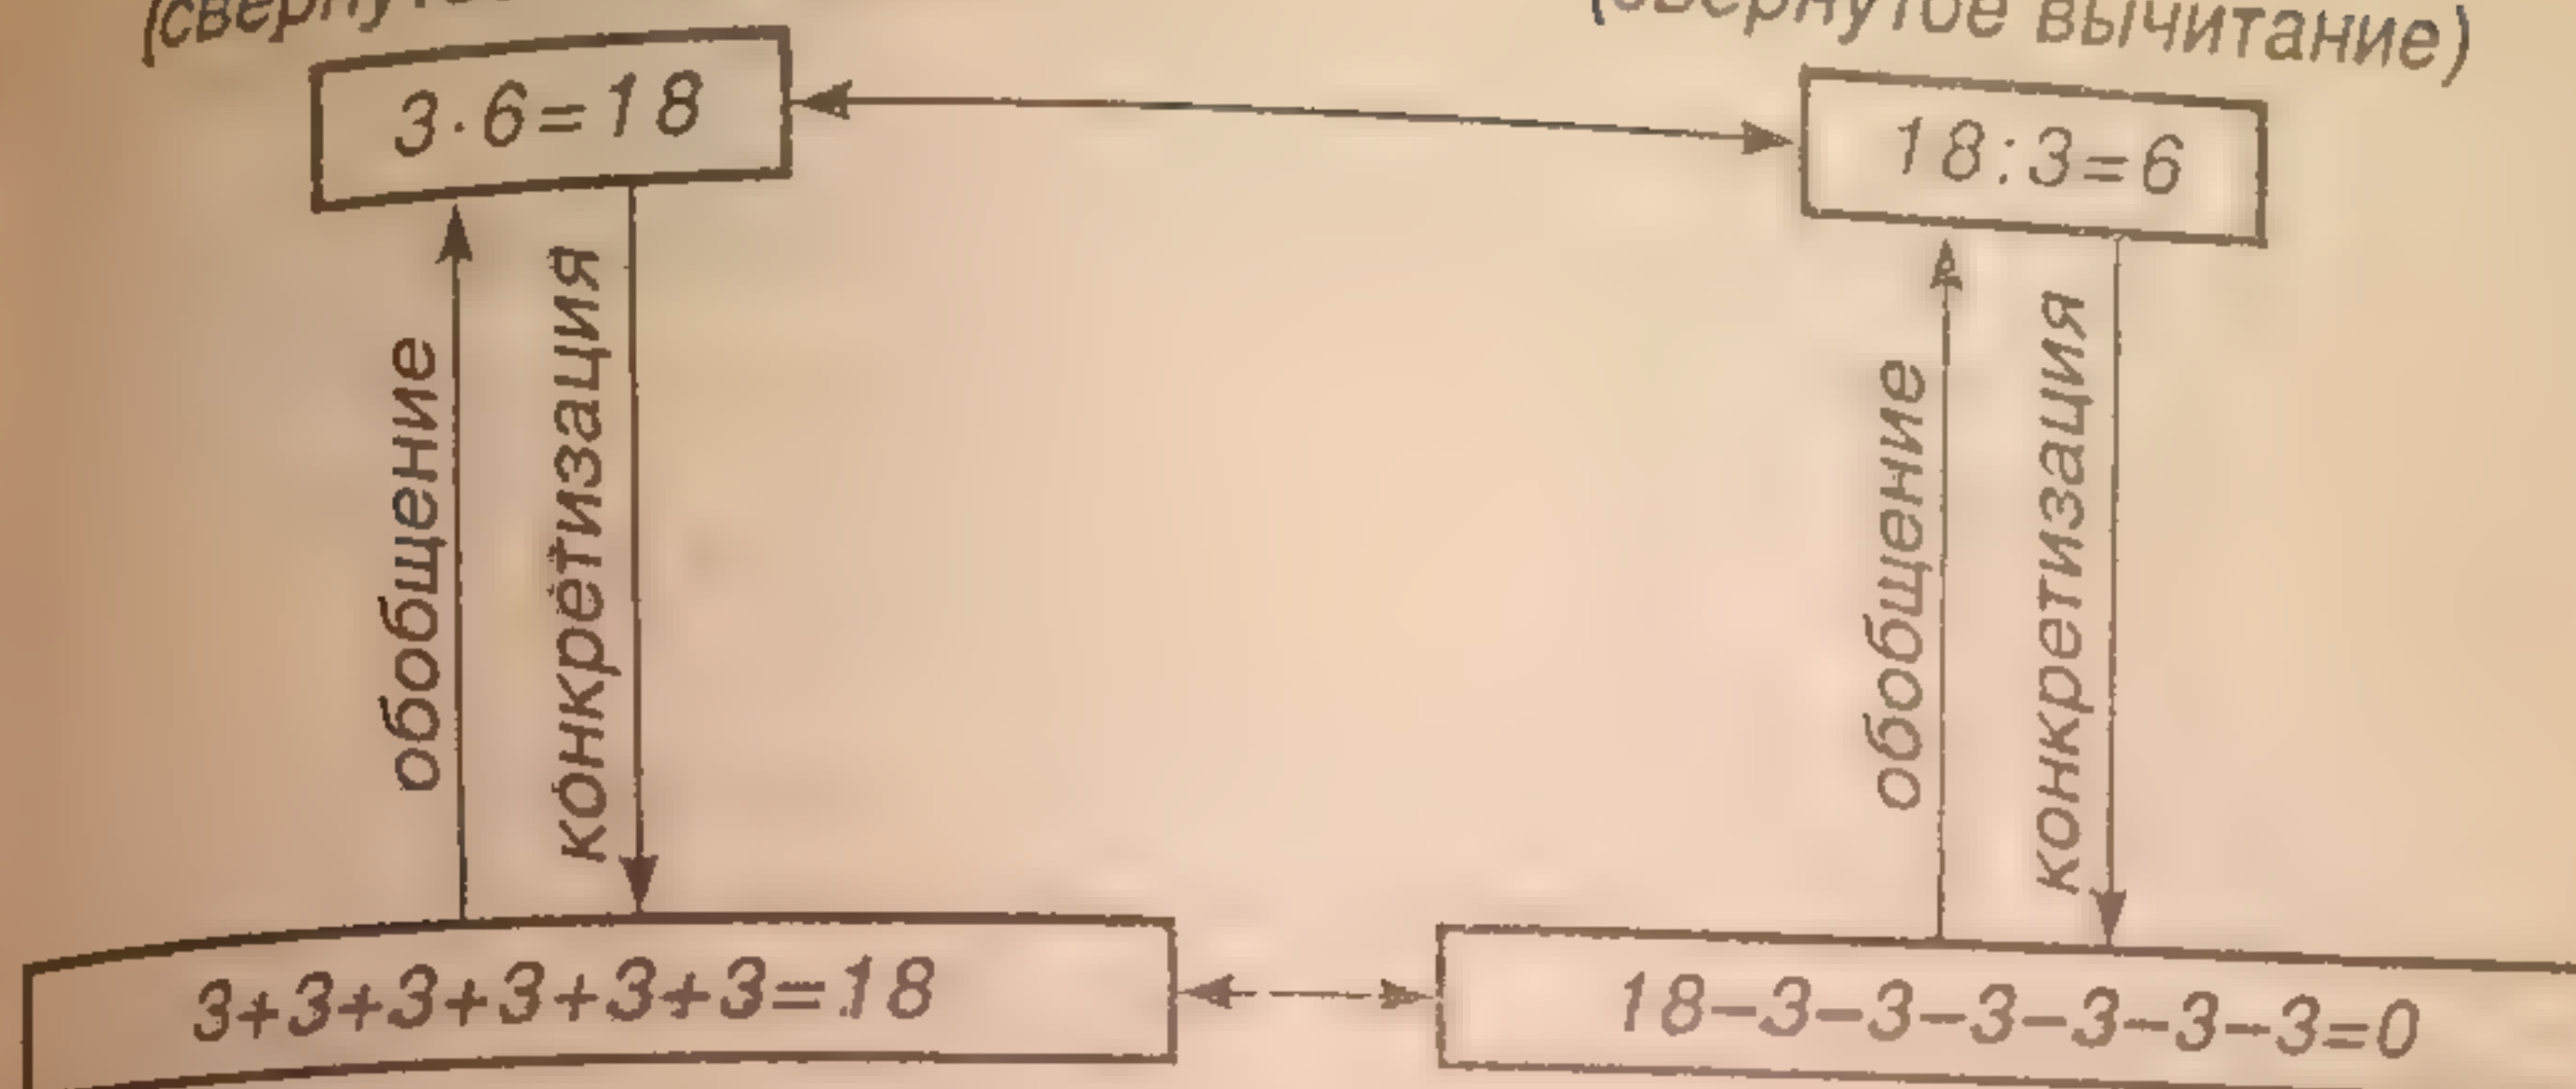 (свернутое вычитание)
3·6=18
18:3=6
обобщение
конкретизация
обобщение
конкретизация
3+3+3+3+3+3=18
18-3-3-3-3-3-3=0